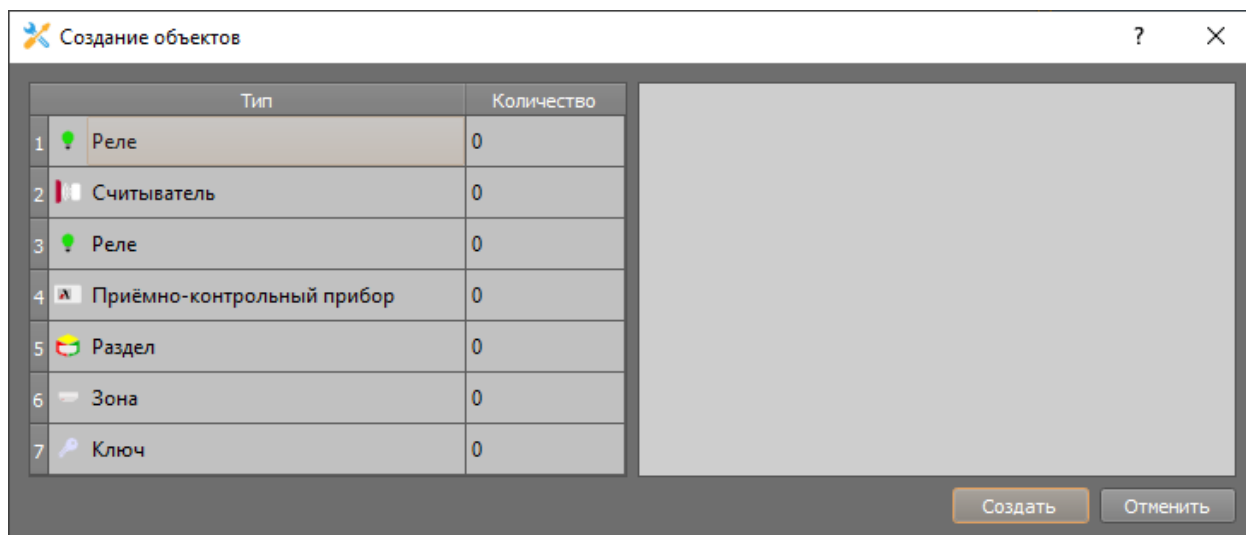 Создание объектов
?
Тип Количество
1 Реле 0
2 Считыватель 0
3 Реле 0
4 Приёмно-контрольный прибор 0
5 Раздел 0
6 Зона 0
7 Ключ 0
Создать Отменить